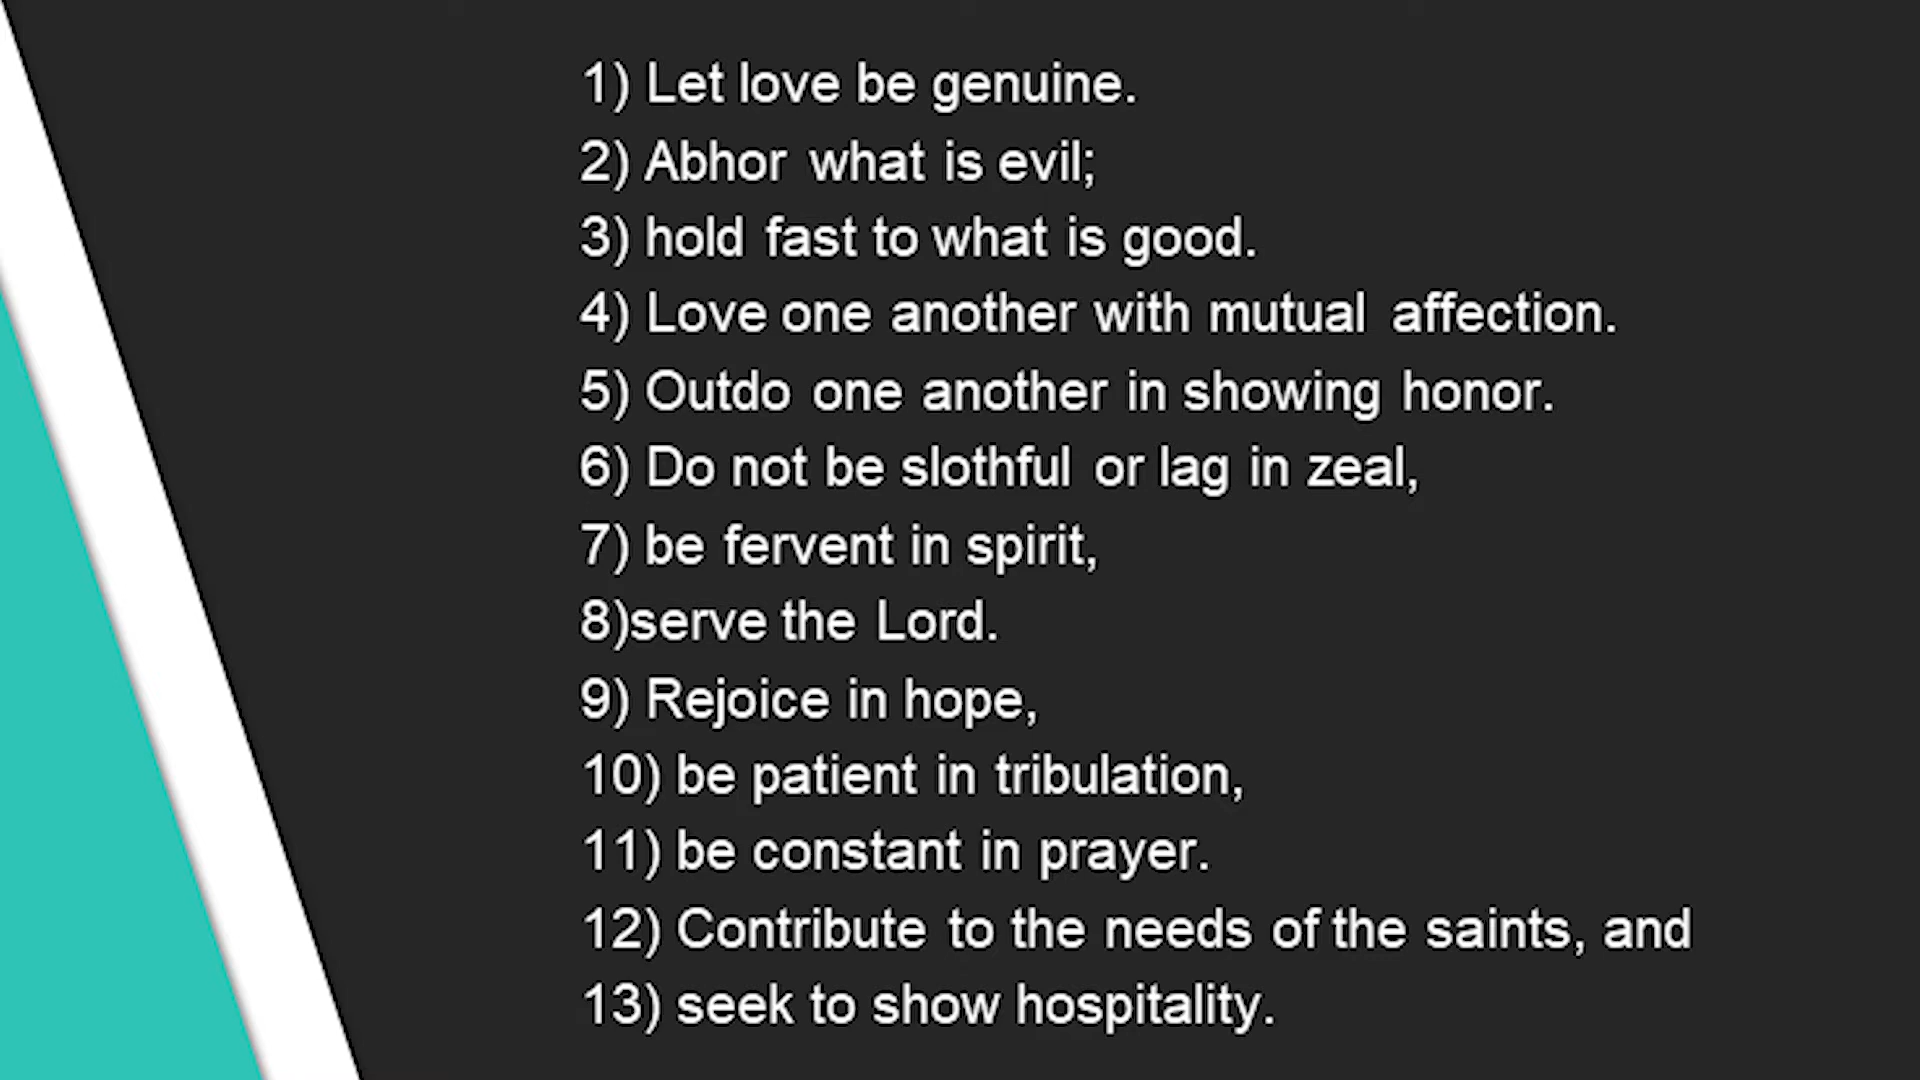 1) Let love be genuine.
2) Abhor what is evil;
3) hold fast to what is good.
4) Love one another with mutual affection.
5) Outdo one another in showing honor.
6) Do not be slothful or lag in zeal,
7) be fervent in spirit,
8)serve the Lord.
9) Rejoice in hope,
10) be patient in tribulation,
11) be constant in prayer.
12) Contribute to the needs of the saints, and
13) seek to show hospitality.